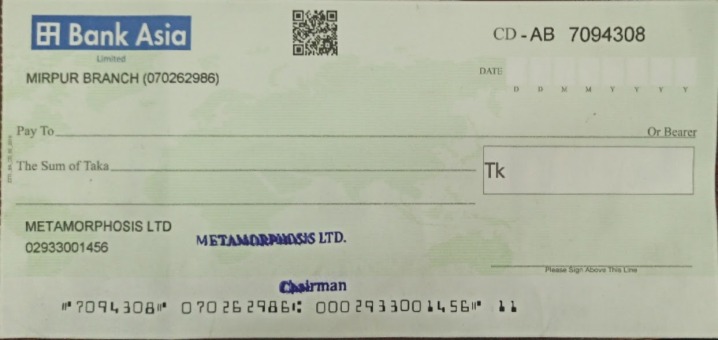 Bank Asia
Limited
CD - AB 7094308
MIRPUR BRANCH (070262986)
DATE
D D M M Y Y Y Y
Pay To Or Bearer
The Sum of Taka
Tk
METAMORPHOSIS LTD
02933001456
METAMORPHOSIS LTD.
Please Sign Above This Line
Chairman
⑈7094308⑈ 070262986⑆ 0002933001456⑈ 11